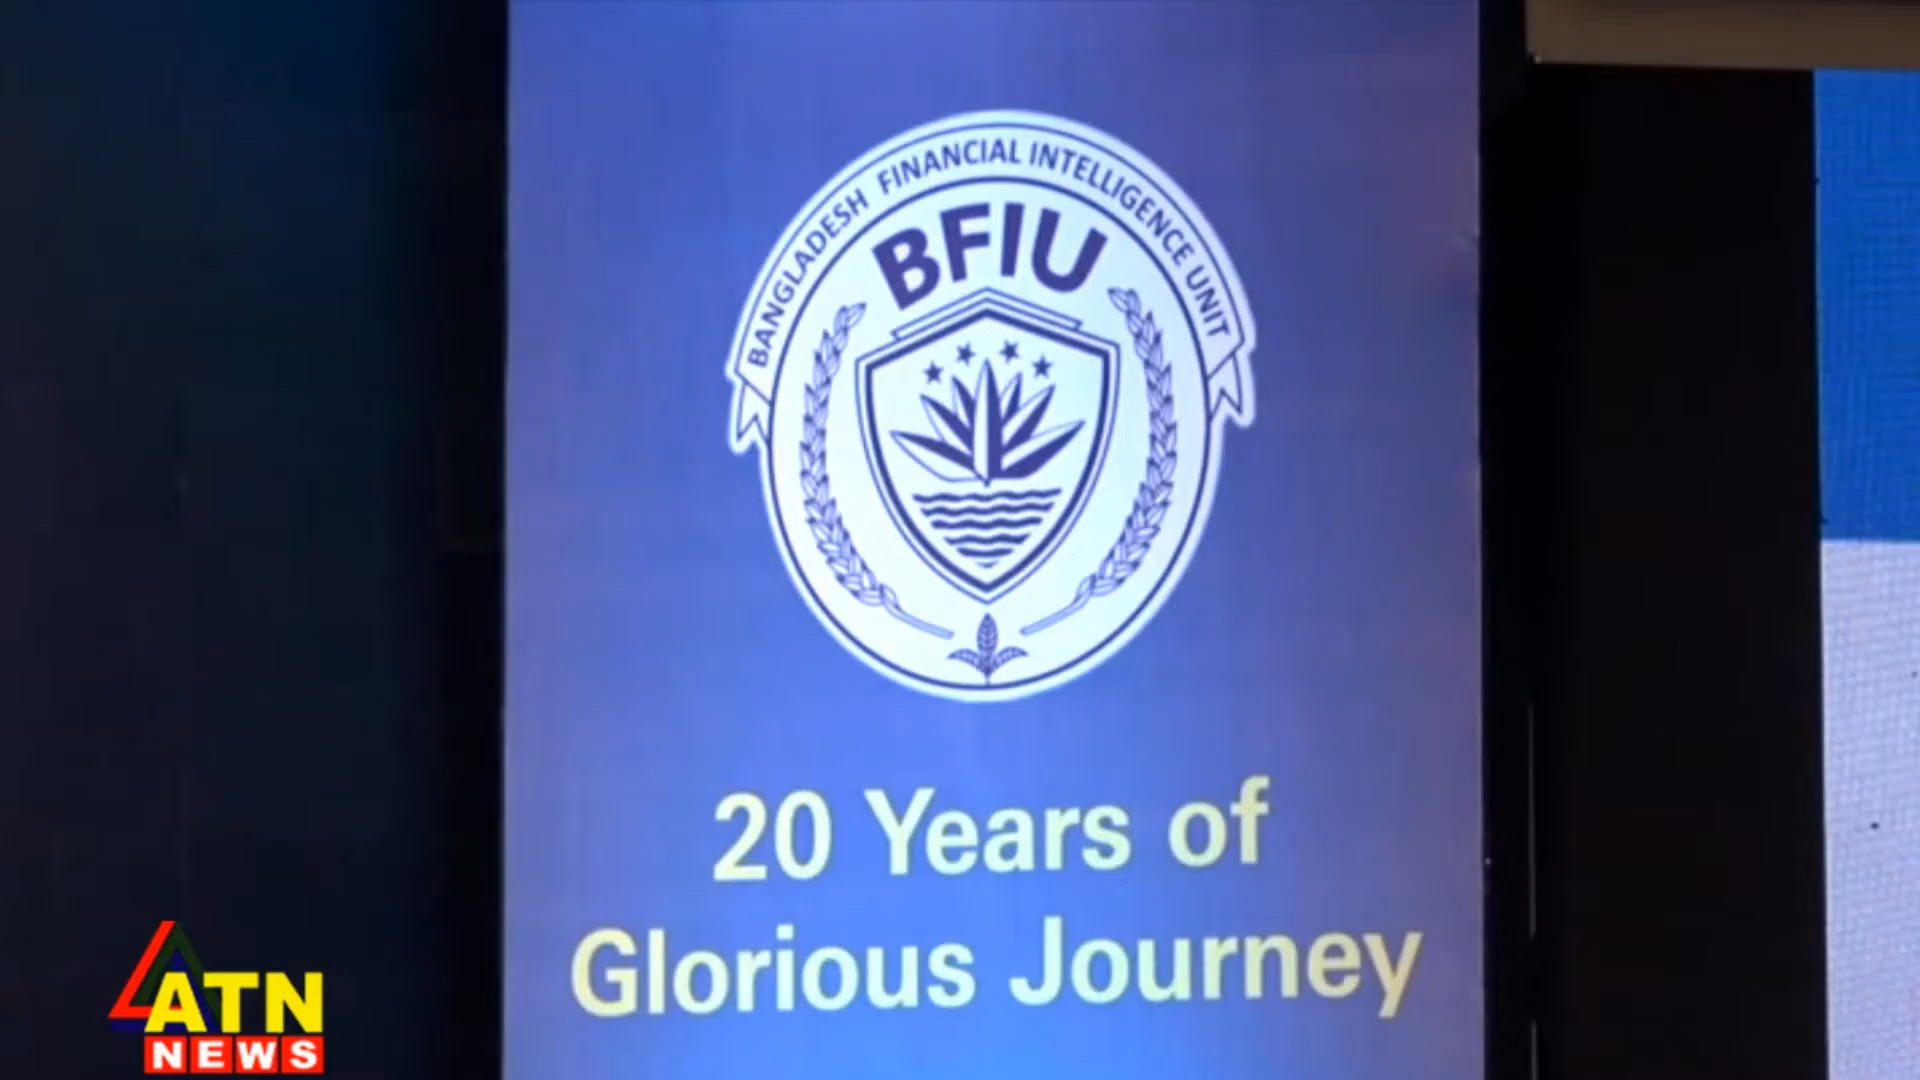 BANGLADESH FINANCIAL INTELLIGENCE UNIT
BFIU
20 Years of
Glorious Journey
ATN
NEWS